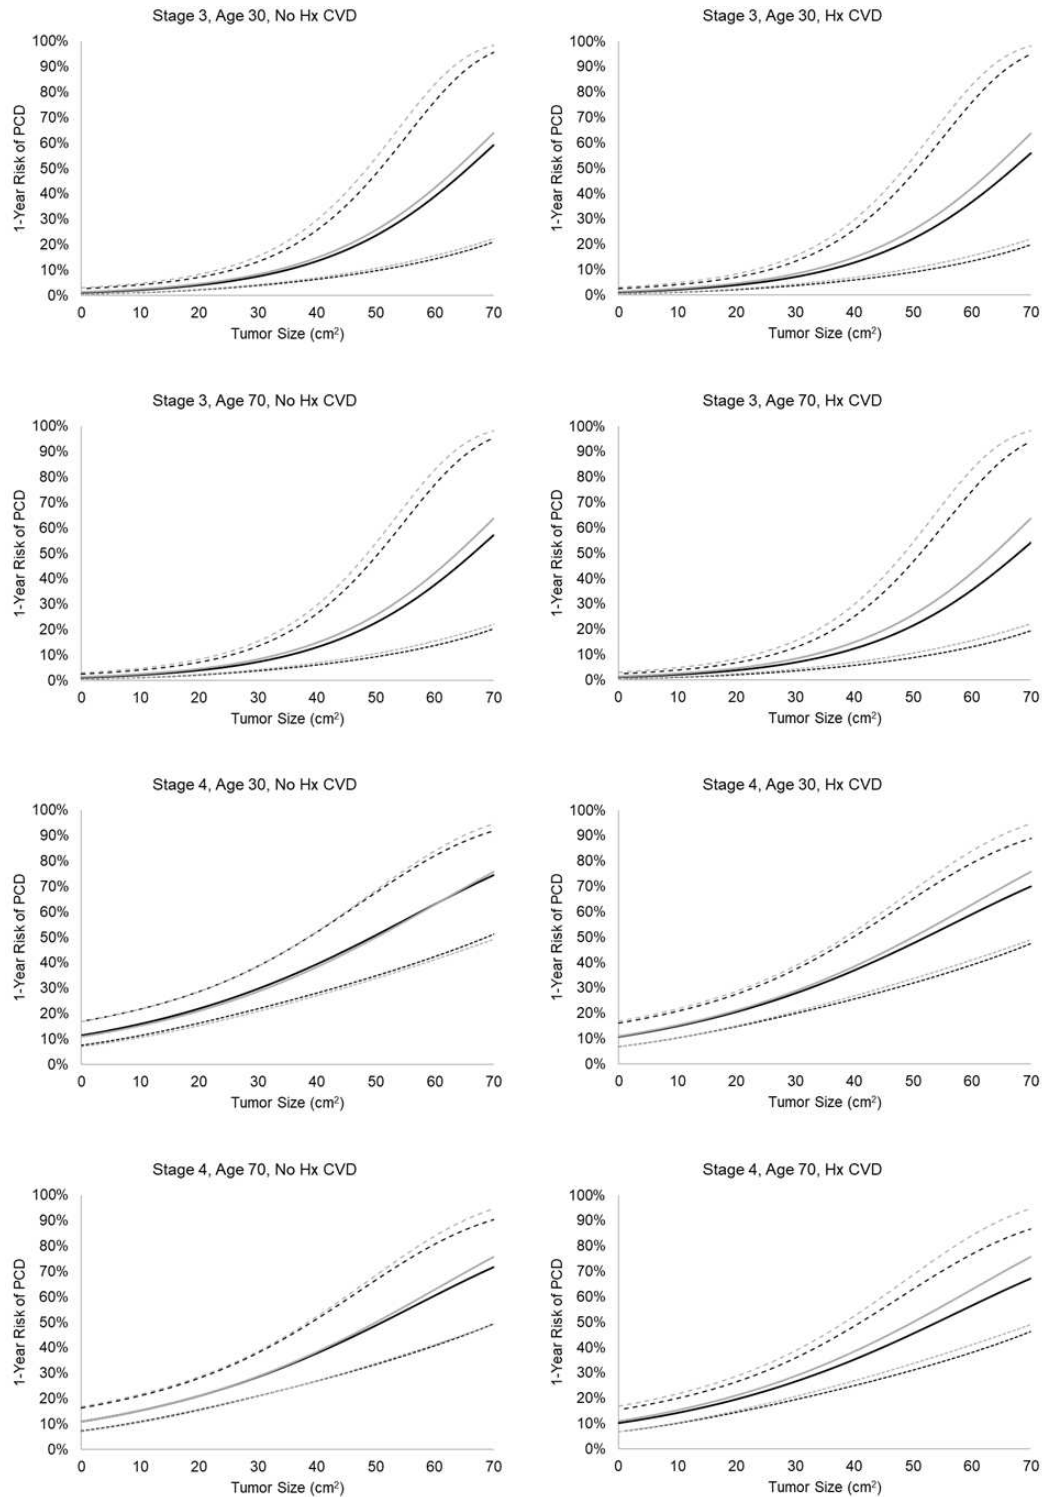 Stage 3, Age 30, No Hx CVD
100%
90%
80%
70%
60%
50%
40%
30%
20%
10%
0%
1-Year Risk of PCD
0 10 20 30 40 50 60 70
Tumor Size (cm²)
Stage 3, Age 30, Hx CVD
100%
90%
80%
70%
60%
50%
40%
30%
20%
10%
0%
1-Year Risk of PCD
0 10 20 30 40 50 60 70
Tumor Size (cm²)
Stage 3, Age 70, No Hx CVD
100%
90%
80%
70%
60%
50%
40%
30%
20%
10%
0%
1-Year Risk of PCD
0 10 20 30 40 50 60 70
Tumor Size (cm²)
Stage 3, Age 70, Hx CVD
100%
90%
80%
70%
60%
50%
40%
30%
20%
10%
0%
1-Year Risk of PCD
0 10 20 30 40 50 60 70
Tumor Size (cm²)
Stage 4, Age 30, No Hx CVD
100%
90%
80%
70%
60%
50%
40%
30%
20%
10%
0%
1-Year Risk of PCD
0 10 20 30 40 50 60 70
Tumor Size (cm²)
Stage 4, Age 30, Hx CVD
100%
90%
80%
70%
60%
50%
40%
30%
20%
10%
0%
1-Year Risk of PCD
0 10 20 30 40 50 60 70
Tumor Size (cm²)
Stage 4, Age 70, No Hx CVD
100%
90%
80%
70%
60%
50%
40%
30%
20%
10%
0%
1-Year Risk of PCD
0 10 20 30 40 50 60 70
Tumor Size (cm²)
Stage 4, Age 70, Hx CVD
100%
90%
80%
70%
60%
50%
40%
30%
20%
10%
0%
1-Year Risk of PCD
0 10 20 30 40 50 60 70
Tumor Size (cm²)